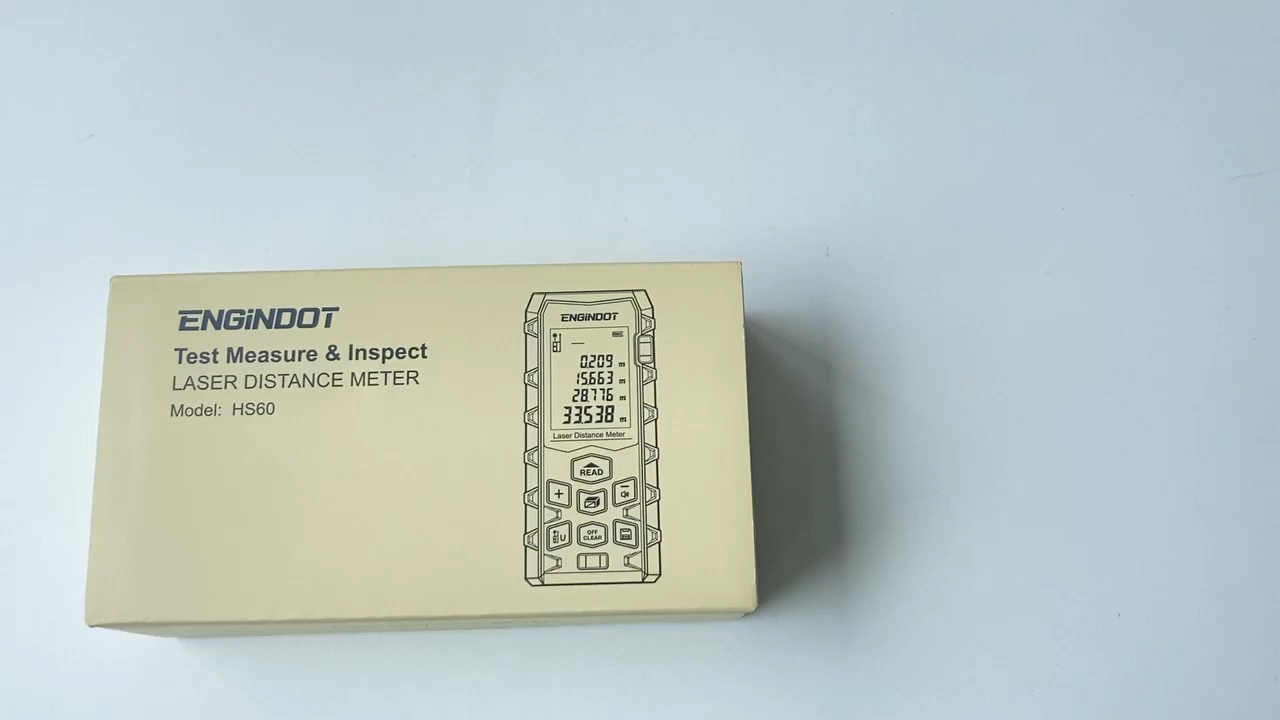 ENGiNDOT
Test Measure & Inspect
LASER DISTANCE METER
Model: HS60
ENGiNDOT
0.209 m
15.663 m
28.776 m
33.538 m
Laser Distance Meter
READ
+
−
U
OFF
CLEAR